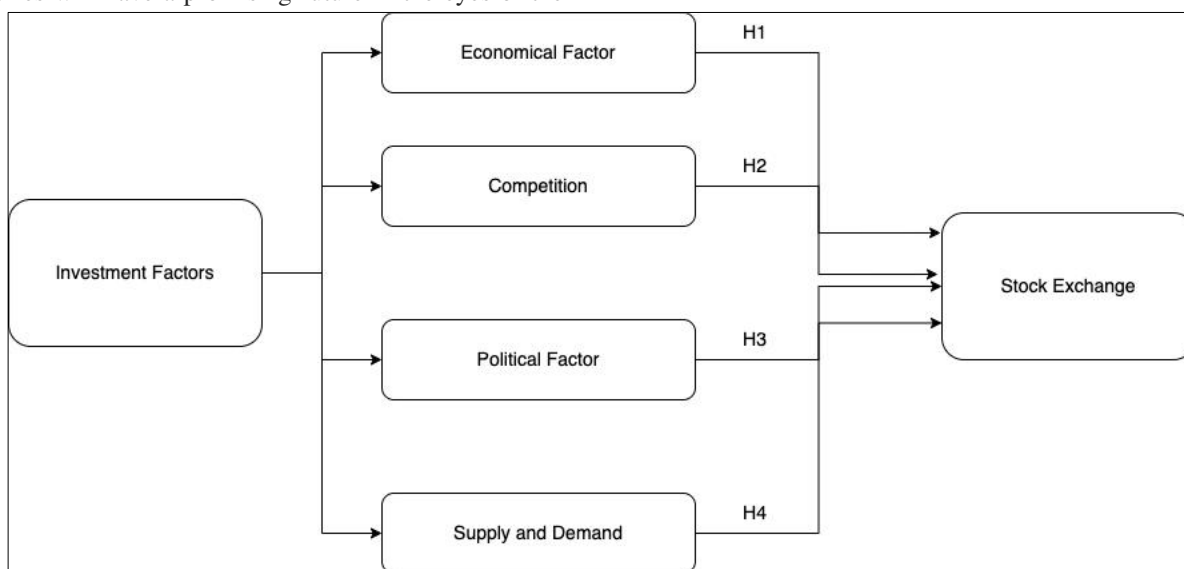 Economical Factor
H1
Competition
H2
Investment Factors
Stock Exchange
Political Factor
H3
Supply and Demand
H4